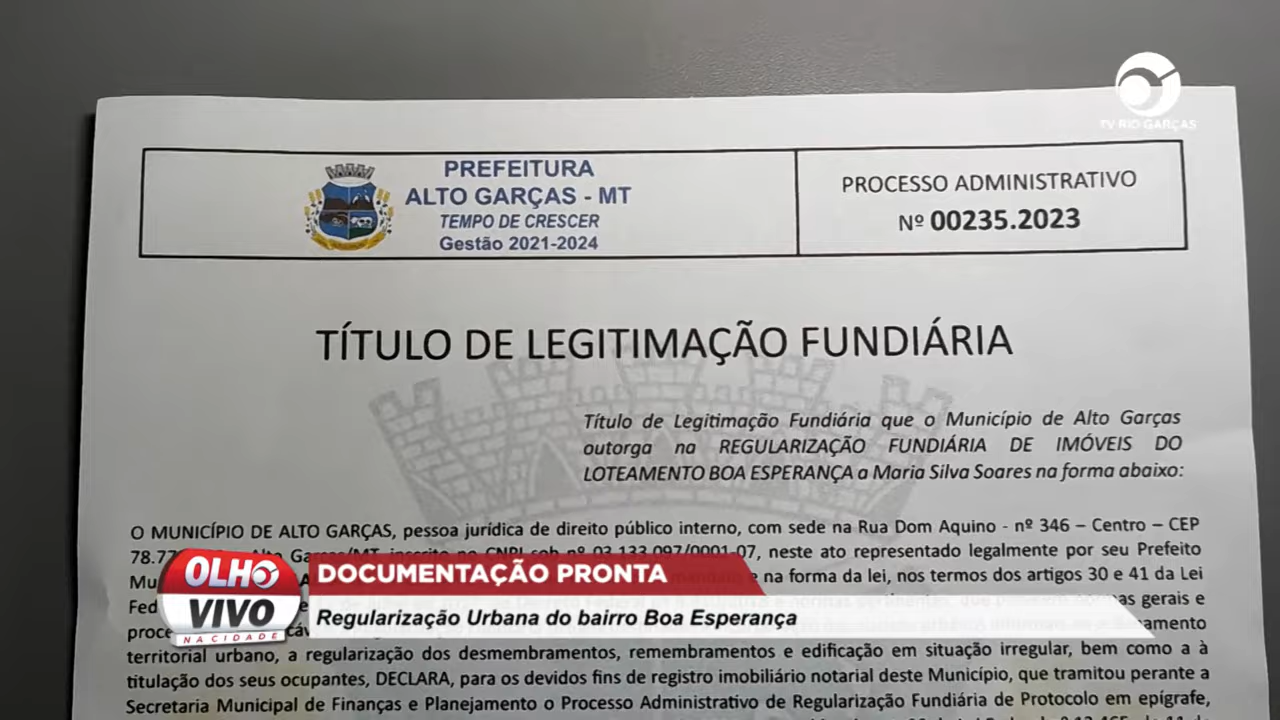 TV RIO GARÇAS
PREFEITURA
ALTO GARÇAS - MT
TEMPO DE CRESCER
Gestão 2021-2024
PROCESSO ADMINISTRATIVO
Nº 00235.2023
TÍTULO DE LEGITIMAÇÃO FUNDIÁRIA
Título de Legitimação Fundiária que o Município de Alto Garças
outorga na REGULARIZAÇÃO FUNDIÁRIA DE IMÓVEIS DO
LOTEAMENTO BOA ESPERANÇA a Maria Silva Soares na forma abaixo:
O MUNICÍPIO DE ALTO GARÇAS, pessoa jurídica de direito público interno, com sede na Rua Dom Aquino - nº 346 – Centro – CEP
neste ato representado legalmente por seu Prefeito
e na forma da lei, nos termos dos artigos 30 e 41 da Lei
gerais e
territorial urbano, a regularização dos desmembramentos, remembramentos e edificação em situação irregular, bem como a à
titulação dos seus ocupantes, DECLARA, para os devidos fins de registro imobiliário notarial deste Município, que tramitou perante a
Secretaria Municipal de Finanças e Planejamento o Processo Administrativo de Regularização Fundiária de Protocolo em epígrafe,
OLHO
VIVO
NA CIDADE
DOCUMENTAÇÃO PRONTA
Regularização Urbana do bairro Boa Esperança